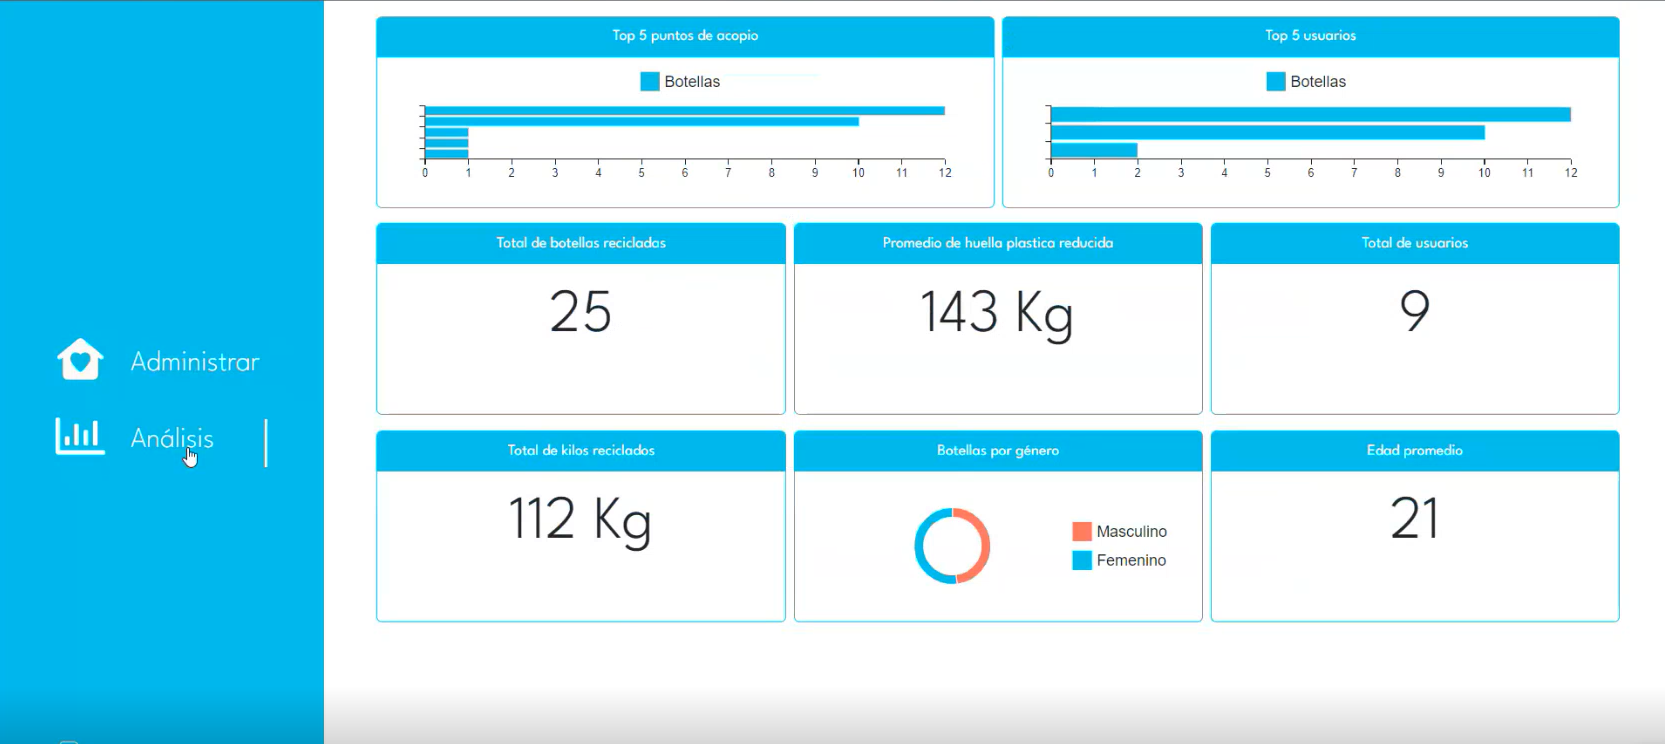 Top 5 puntos de acopio
Botellas
0 1 2 3 4 5 6 7 8 9 10 11 12
Top 5 usuarios
Botellas
0 1 2 3 4 5 6 7 8 9 10 11 12
Total de botellas recicladas
25
Promedio de huella plastica reducida
143 Kg
Total de usuarios
9
Administrar
Análisis
Total de kilos reciclados
112 Kg
Botellas por género
Masculino
Femenino
Edad promedio
21